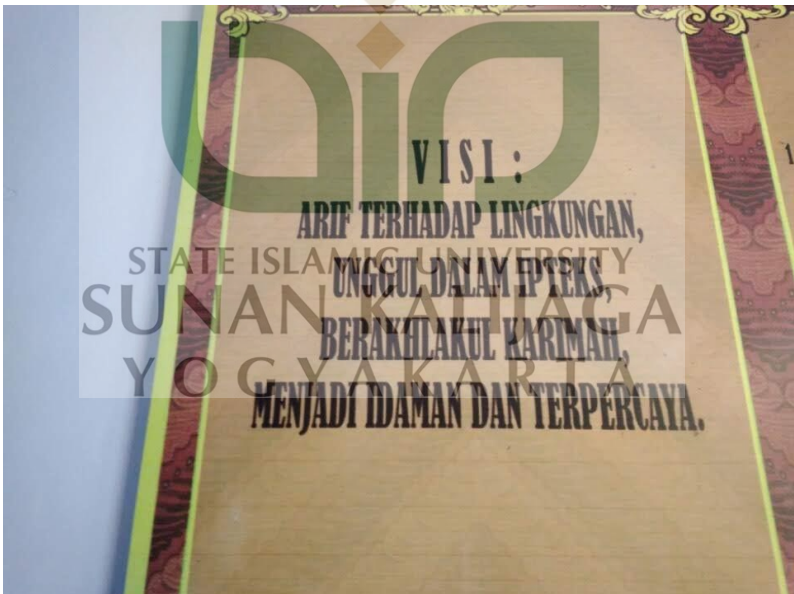 VISI :
ARIF TERHADAP LINGKUNGAN,
STATE ISLAMIC UNIVERSITY
UNGGUL DALAM IPTEKS,
SUNAN KALIJAGA
BERAKHLAKUL KARIMAH,
YOGYAKARTA
MENJADI IDAMAN DAN TERPERCAYA.
1